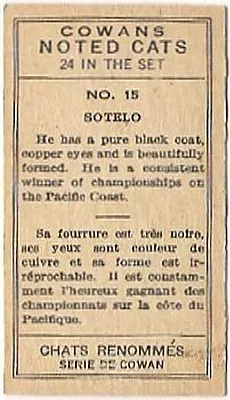 COWANS
NOTED CATS
24 IN THE SET
NO. 15
SOTELO
He has a pure black coat,
copper eyes and is beautifully
formed. He is a consistent
winner of championships on
the Pacific Coast.
Sa fourrure est très noire,
ses yeux sont couleur de
cuivre et sa forme est ir-
réprochable. Il est constam-
ment l'heureux gagnant des
championnats sur la côte du
Pacifique.
CHATS RENOMMÉS
SERIE DE COWAN